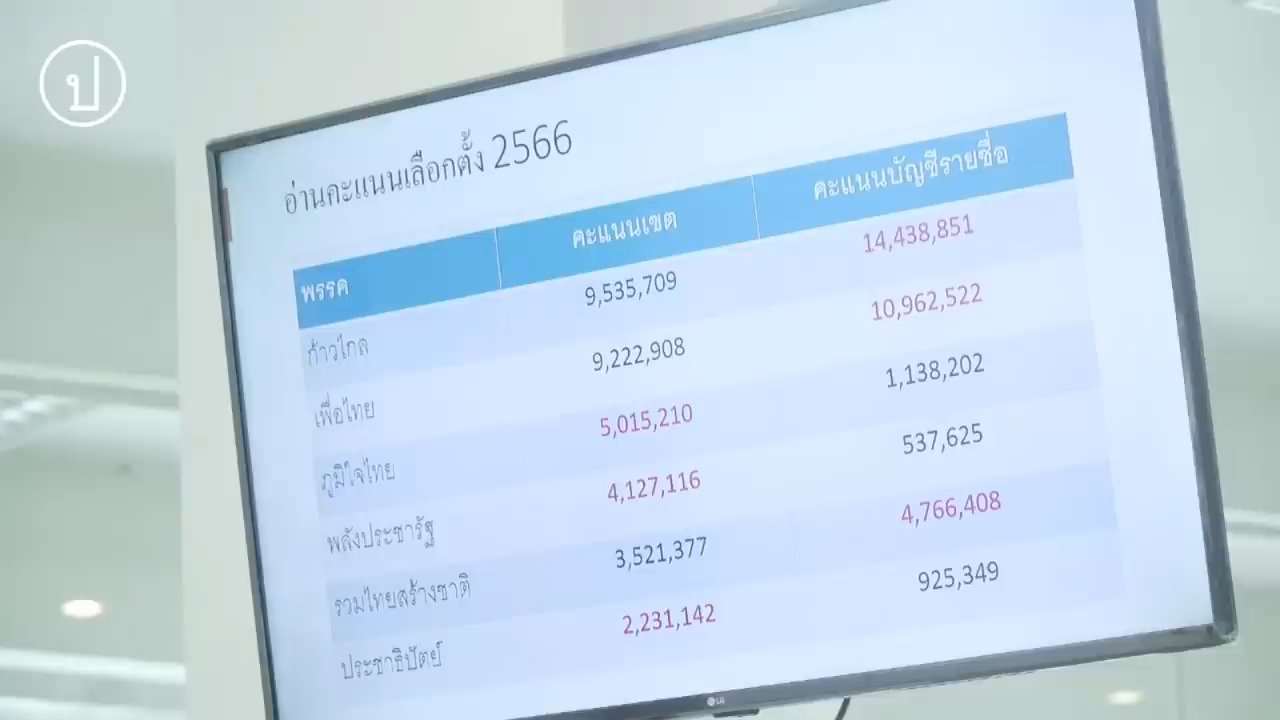 ป
อ่านคะแนนเลือกตั้ง 2566
พรรค คะแนนเขต คะแนนบัญชีรายชื่อ
ก้าวไกล 9,535,709 14,438,851
เพื่อไทย 9,222,908 10,962,522
ภูมิใจไทย 5,015,210 1,138,202
พลังประชารัฐ 4,127,116 537,625
รวมไทยสร้างชาติ 3,521,377 4,766,408
ประชาธิปัตย์ 2,231,142 925,349
LG